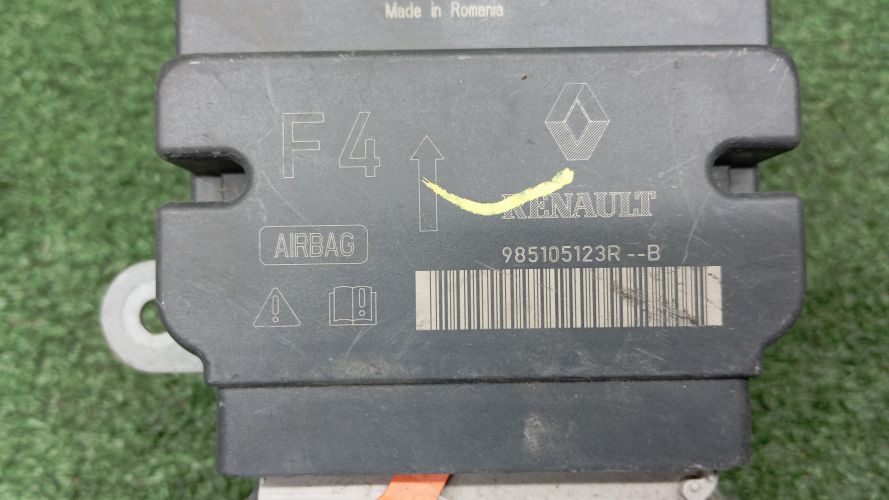 Made in Romania
F4
RENAULT
AIRBAG
985105123R --B